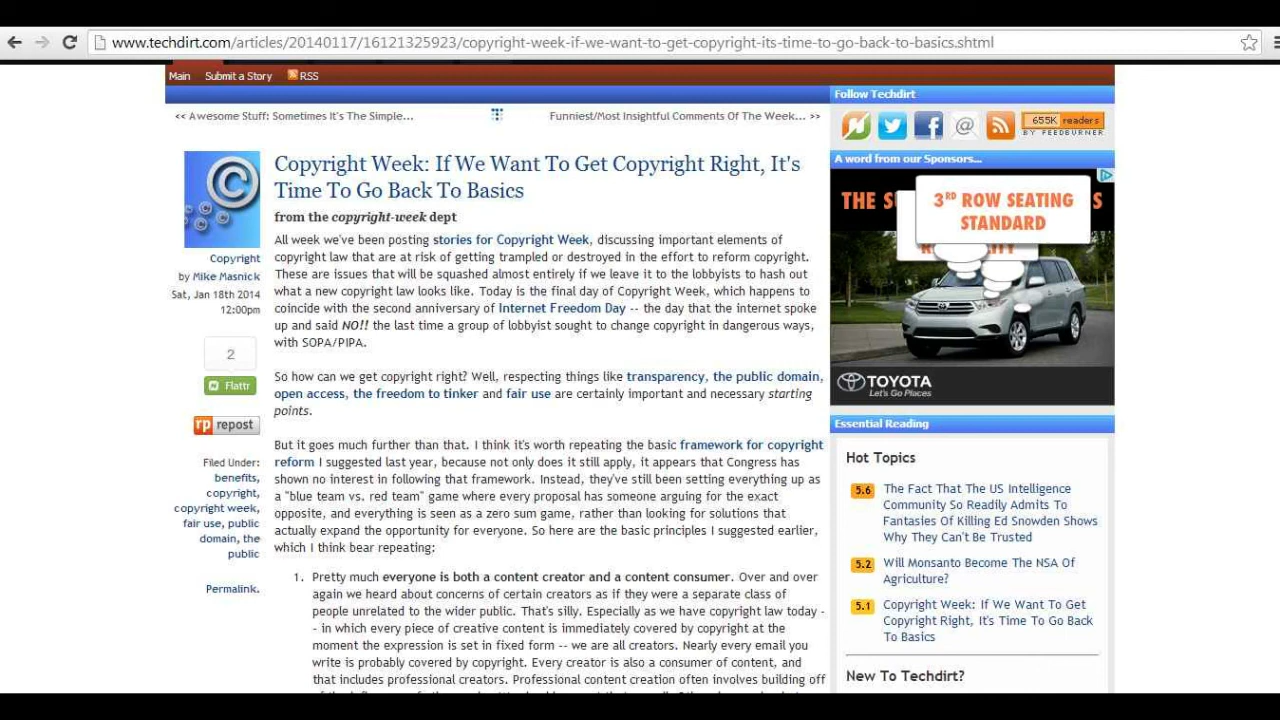 www.techdirt.com/articles/20140117/16121325923/copyright-week-if-we-want-to-get-copyright-its-time-to-go-back-to-basics.shtml
Main Submit a Story RSS
<< Awesome Stuff: Sometimes It's The Simple...
Funniest/Most Insightful Comments Of The Week... >>
Copyright Week: If We Want To Get Copyright Right, It's
Time To Go Back To Basics
from the copyright-week dept
Copyright
by Mike Masnick
Sat, Jan 18th 2014
12:00pm
2
Flattr
rp repost
Filed Under:
benefits,
copyright,
copyright week,
fair use, public
domain, the
public
Permalink.
All week we've been posting stories for Copyright Week, discussing important elements of
copyright law that are at risk of getting trampled or destroyed in the effort to reform copyright.
These are issues that will be squashed almost entirely if we leave it to the lobbyists to hash out
what a new copyright law looks like. Today is the final day of Copyright Week, which happens to
coincide with the second anniversary of Internet Freedom Day -- the day that the internet spoke
up and said NO!! the last time a group of lobbyist sought to change copyright in dangerous ways,
with SOPA/PIPA.
So how can we get copyright right? Well, respecting things like transparency, the public domain,
open access, the freedom to tinker and fair use are certainly important and necessary starting
points.
But it goes much further than that. I think it's worth repeating the basic framework for copyright
reform I suggested last year, because not only does it still apply, it appears that Congress has
shown no interest in following that framework. Instead, they've still been setting everything up as
a "blue team vs. red team" game where every proposal has someone arguing for the exact
opposite, and everything is seen as a zero sum game, rather than looking for solutions that
actually expand the opportunity for everyone. So here are the basic principles I suggested earlier,
which I think bear repeating:
1. Pretty much everyone is both a content creator and a content consumer. Over and over
again we heard about concerns of certain creators as if they were a separate class of
people unrelated to the wider public. That's silly. Especially as we have copyright law today -
- in which every piece of creative content is immediately covered by copyright at the
moment the expression is set in fixed form -- we are all creators. Nearly every email you
write is probably covered by copyright. Every creator is also a consumer of content, and
that includes professional creators. Professional content creation often involves building off
Follow Techdirt
655K readers
BY FEEDBURNER
A word from our Sponsors...
THE S
S
3RD ROW SEATING
STANDARD
TOYOTA
Let's Go Places
Essential Reading
Hot Topics
5.6 The Fact That The US Intelligence
Community So Readily Admits To
Fantasies Of Killing Ed Snowden Shows
Why They Can't Be Trusted
5.2 Will Monsanto Become The NSA Of
Agriculture?
5.1 Copyright Week: If We Want To Get
Copyright Right, It's Time To Go Back
To Basics
New To Techdirt?